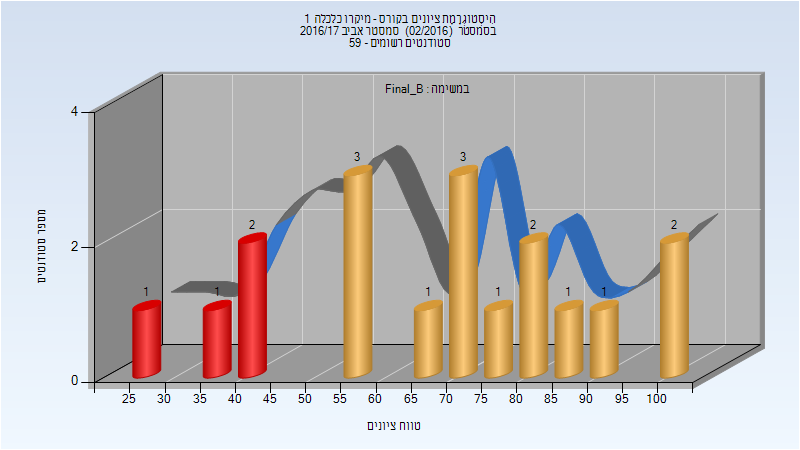 היסטוגרמת ציונים בקורס - מיקרו כלכלה 1
בסמסטר (02/2016) סמסטר אביב 2016/17
סטודנטים רשומים - 59
במשימה : Final_B
מספר סטודנטים
4
2
0
1
1
2
3
1
3
1
2
1
1
2
25 30 35 40 45 50 55 60 65 70 75 80 85 90 95 100
טווח ציונים